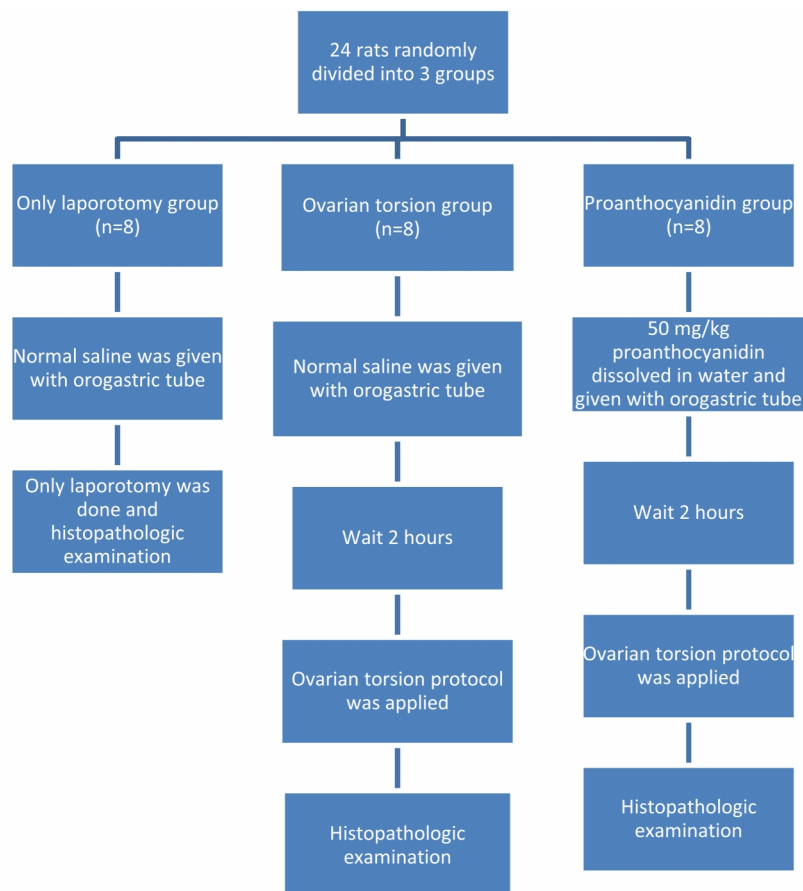 24 rats randomly
divided into 3 groups
Only laporotomy group
(n=8)
Normal saline was given
with orogastric tube
Only laporotomy was
done and
histopathologic
examination
Ovarian torsion group
(n=8)
Normal saline was given
with orogastric tube
Wait 2 hours
Ovarian torsion protocol
was applied
Histopathologic
examination
Proanthocyanidin group
(n=8)
50 mg/kg
proanthocyanidin
dissolved in water and
given with orogastric tube
Wait 2 hours
Ovarian torsion protocol
was applied
Histopathologic
examination